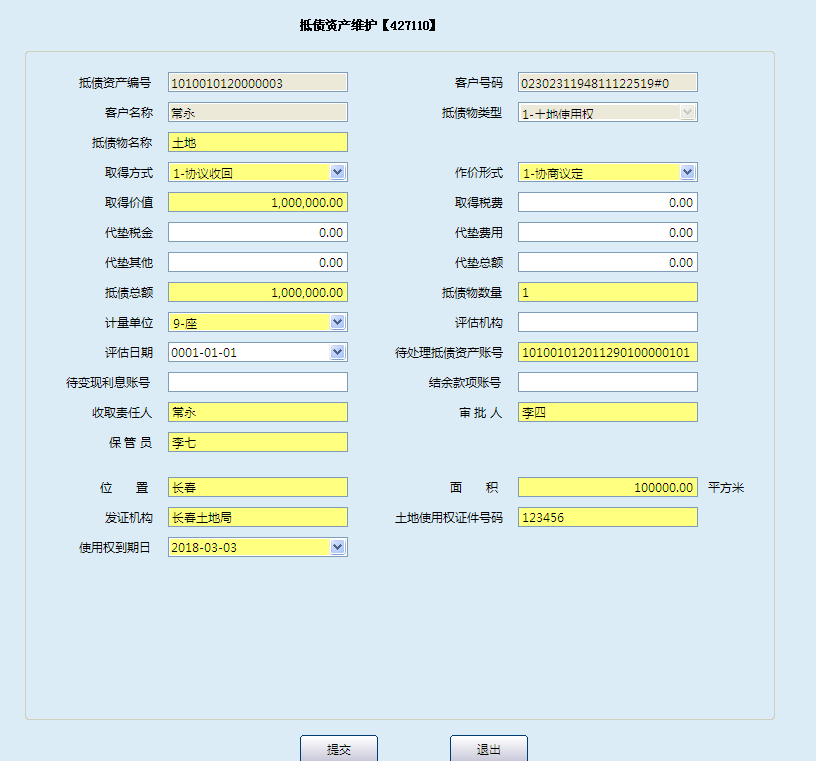 抵债资产维护【427110】
抵债资产编号 1010010120000003 客户号码 0230231194811122519#0
客户名称 常永 抵债物类型 1-土地使用权
抵债物名称 土地
取得方式 1-协议收回 作价形式 1-协商议定
取得价值 1,000,000.00 取得税费 0.00
代垫税金 0.00 代垫费用 0.00
代垫其他 0.00 代垫总额 0.00
抵债总额 1,000,000.00 抵债物数量 1
计量单位 9-座 评估机构
评估日期 0001-01-01 待处理抵债资产账号 101001012011290100000101
待变现利息账号 结余款项账号
收取责任人 常永 审 批 人 李四
保 管 员 李七
位 置 长春 面 积 100000.00 平方米
发证机构 长春土地局 土地使用权证件号码 123456
使用权到期日 2018-03-03
提交 退出